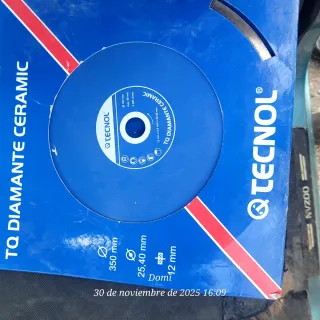 TQ DIAMANTE CERAMIC
TECNOL
TQ DIAMANTE CERAMIC
TECNOL
350 mm
25,40 mm
12 mm
Dom
30 de noviembre de 2025 16:09